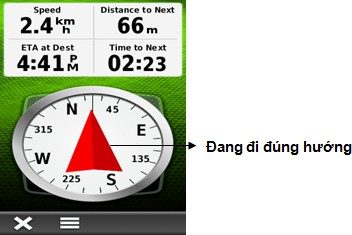 Speed
Distance to Next
2.4 km h
66 m
ETA at Dest
Time to Next
4:41 PM
02:23
N
45
E
135
S
225
W
315
Đang đi đúng hướng